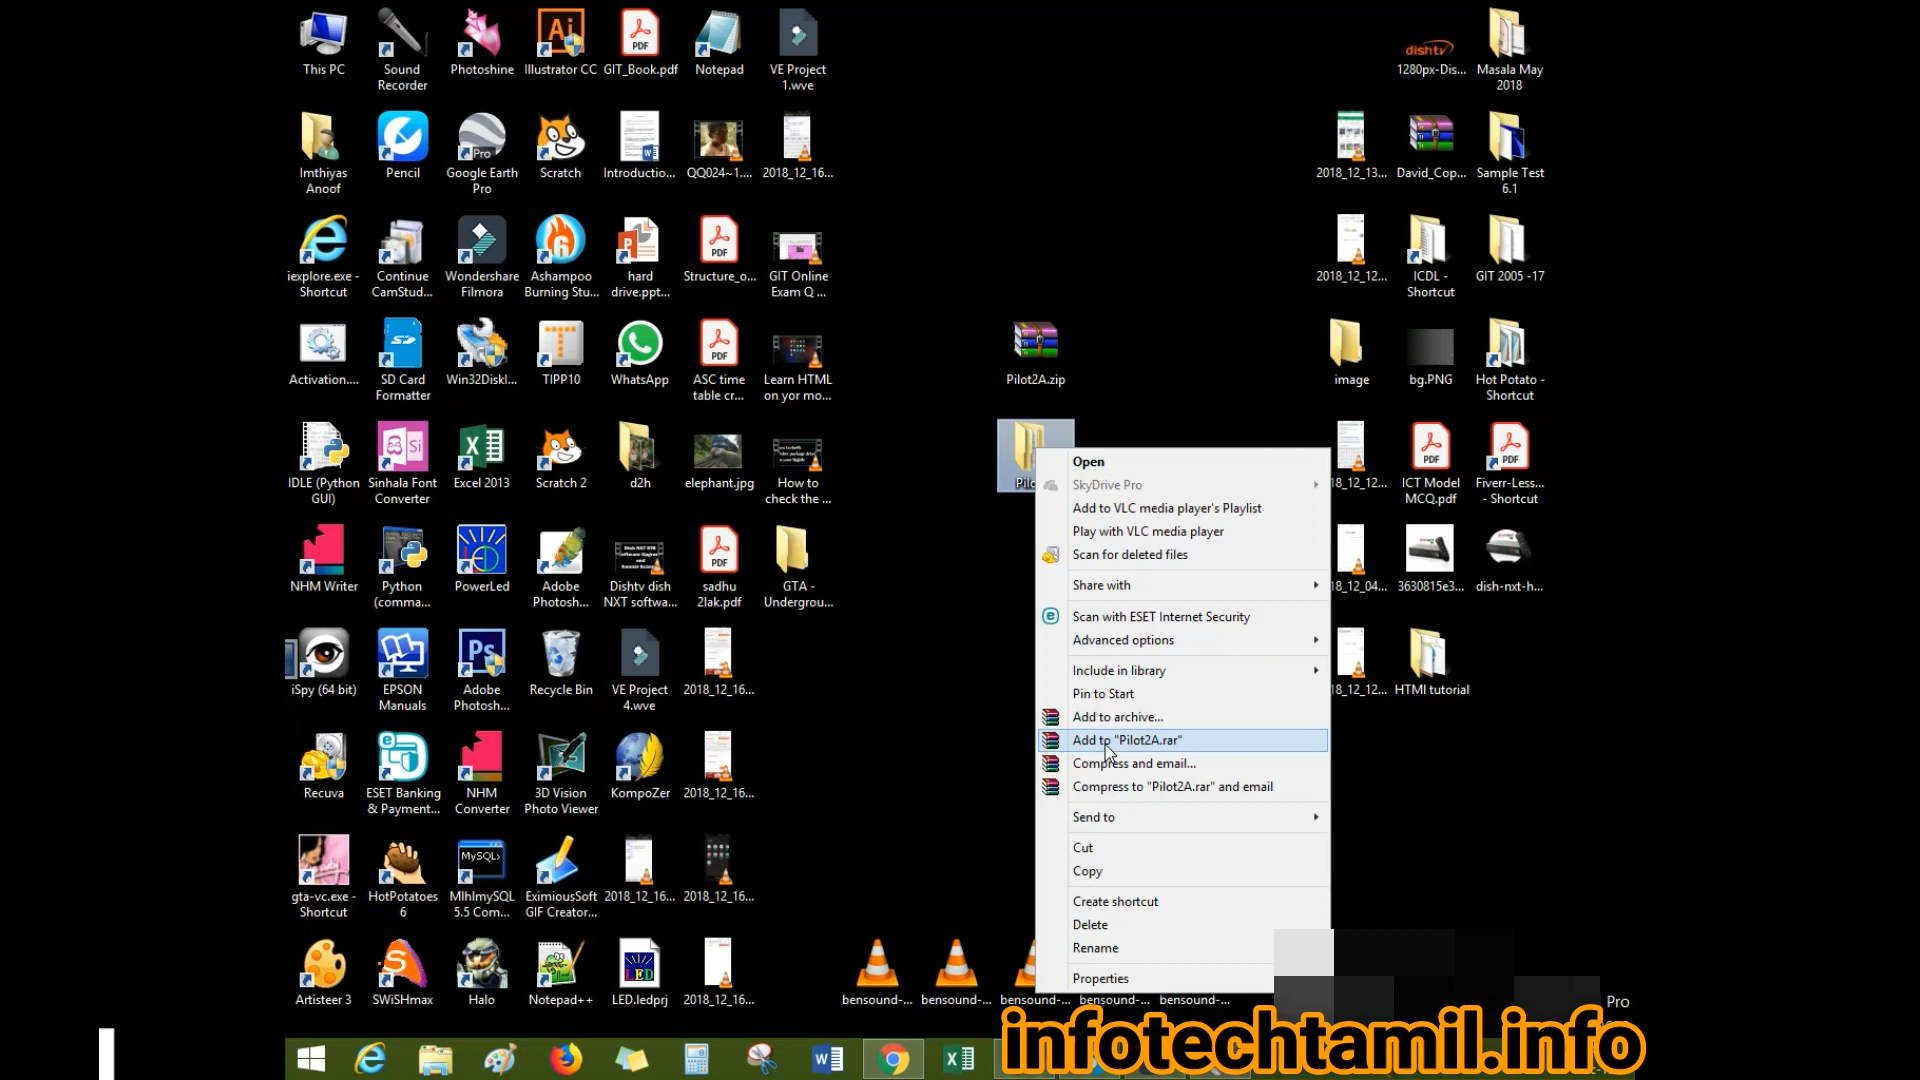 This PC
Sound
Recorder
Photoshine
Illustrator CC
GIT_Book.pdf
Notepad
VE Project
1.wve
dishtv
1280px-Dis...
Masala May
2018
Imthiyas
Anoof
Pencil
Pro
Google Earth
Pro
Scratch
Introductio...
QQ024~1....
2018_12_16...
2018_12_13...
David_Cop...
Sample Test
6.1
iexplore.exe -
Shortcut
Continue
CamStud...
Wondershare
Filmora
Ashampoo
Burning Stu...
hard
drive.ppt...
Structure_o...
GIT Online
Exam Q ...
2018_12_12...
ICDL -
Shortcut
GIT 2005 -17
Activation....
SD Card
Formatter
Win32DiskI...
TIPP10
WhatsApp
ASC time
table cr...
Learn HTML
on yor mo...
Pilot2A.zip
image
bg.PNG
Hot Potato -
Shortcut
IDLE (Python
GUI)
Sinhala Font
Converter
Excel 2013
Scratch 2
d2h
elephant.jpg
How to
check the ...
18_12_12...
ICT Model
MCQ.pdf
Fiverr-Less...
- Shortcut
NHM Writer
Python
(comma...
PowerLed
Adobe
Photosh...
Dishtv dish
NXT softwa...
sadhu
2lak.pdf
GTA -
Undergrou...
18_12_04...
3630815e3...
dish-nxt-h...
iSpy (64 bit)
EPSON
Manuals
Adobe
Photosh...
Recycle Bin
VE Project
4.wve
2018_12_16...
18_12_12...
HTMl tutorial
Recuva
ESET Banking
& Payment...
NHM
Converter
3D Vision
Photo Viewer
KompoZer
2018_12_16...
gta-vc.exe -
Shortcut
HotPotatoes
6
MySQL>
MIhlmySQL
5.5 Com...
EximiousSoft
GIF Creator...
2018_12_16...
2018_12_16...
Artisteer 3
SWiSHmax
Halo
Notepad++
LED
LED.ledprj
2018_12_16...
bensound-...
bensound-...
bensound-...
bensound-...
bensound-...
Open
SkyDrive Pro
Add to VLC media player's Playlist
Play with VLC media player
Scan for deleted files
Share with
Scan with ESET Internet Security
Advanced options
Include in library
Pin to Start
Add to archive...
Add to "Pilot2A.rar"
Compress and email...
Compress to "Pilot2A.rar" and email
Send to
Cut
Copy
Create shortcut
Delete
Rename
Properties
Pro
infotechtamil.info